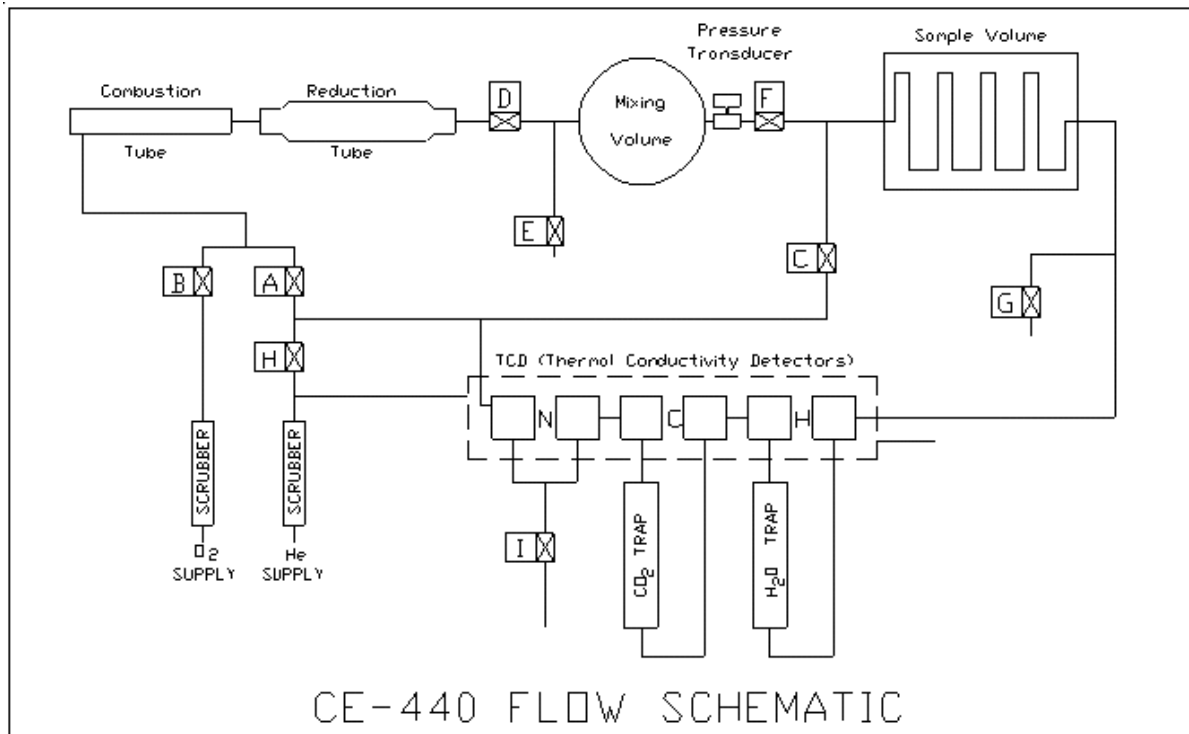 Pressure
Transducer
Sample Volume
Combustion
Tube
Reduction
Tube
D
Mixing
Volume
F
E
C
B
A
G
H
TCD (Thermal Conductivity Detectors)
N
C
H
SCRUBBER
SCRUBBER
I
CO2 TRAP
H2O TRAP
O2
SUPPLY
He
SUPPLY
CE-440 FLOW SCHEMATIC